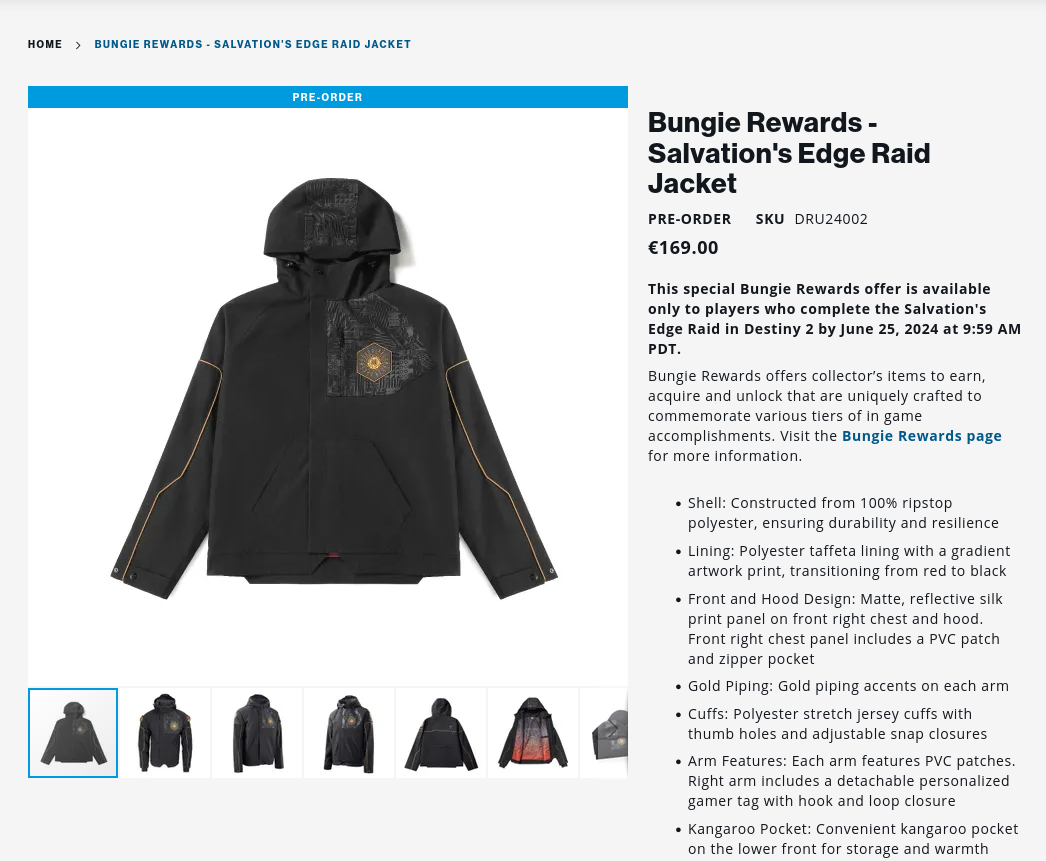 HOME > BUNGIE REWARDS - SALVATION'S EDGE RAID JACKET
PRE-ORDER
Bungie Rewards -
Salvation's Edge Raid
Jacket
PRE-ORDER SKU DRU24002
€169.00
This special Bungie Rewards offer is available
only to players who complete the Salvation's
Edge Raid in Destiny 2 by June 25, 2024 at 9:59 AM
PDT.
Bungie Rewards offers collector’s items to earn,
acquire and unlock that are uniquely crafted to
commemorate various tiers of in game
accomplishments. Visit the Bungie Rewards page
for more information.
• Shell: Constructed from 100% ripstop
polyester, ensuring durability and resilience
• Lining: Polyester taffeta lining with a gradient
artwork print, transitioning from red to black
• Front and Hood Design: Matte, reflective silk
print panel on front right chest and hood.
Front right chest panel includes a PVC patch
and zipper pocket
• Gold Piping: Gold piping accents on each arm
• Cuffs: Polyester stretch jersey cuffs with
thumb holes and adjustable snap closures
• Arm Features: Each arm features PVC patches.
Right arm includes a detachable personalized
gamer tag with hook and loop closure
• Kangaroo Pocket: Convenient kangaroo pocket
on the lower front for storage and warmth